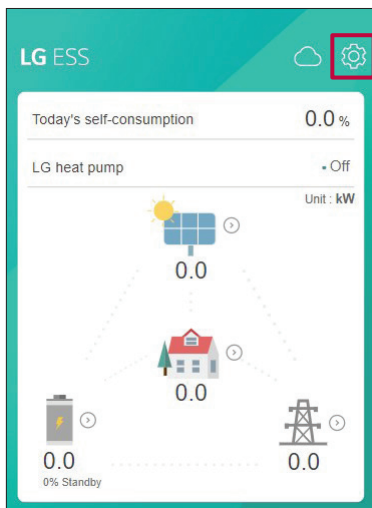 LG ESS
Today's self-consumption 0.0 %
LG heat pump • Off
Unit : kW
0.0
0.0
0.0
0% Standby
0.0